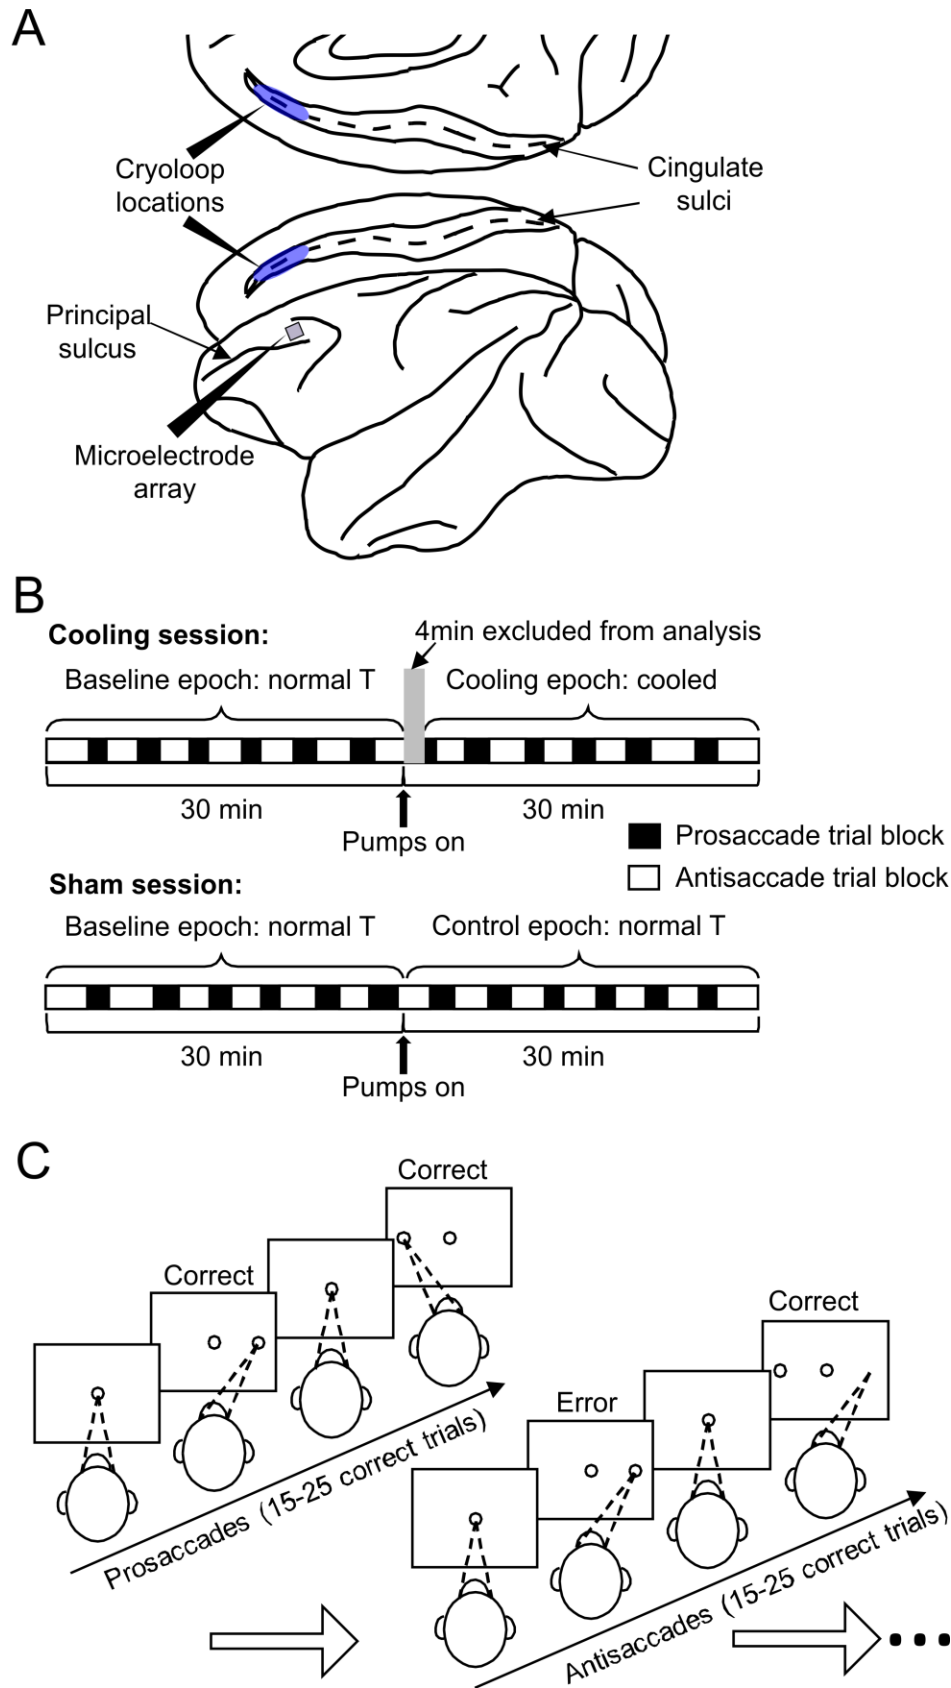 A
Cryoloop
locations
Cingulate
sulci
Principal
sulcus
Microelectrode
array
B
Cooling session:
4min excluded from analysis
Baseline epoch: normal T
Cooling epoch: cooled
30 min
30 min
Pumps on
Prosaccade trial block
Antisaccade trial block
Sham session:
Baseline epoch: normal T
Control epoch: normal T
30 min
30 min
Pumps on
C
Correct
Correct
Prosaccades (15-25 correct trials)
Correct
Error
Antisaccades (15-25 correct trials)